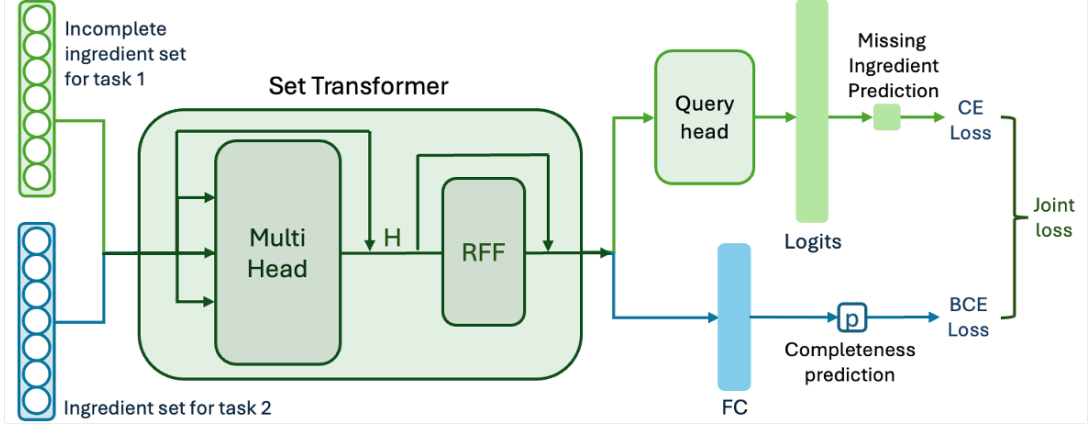 Incomplete
ingredient set
for task 1
Set Transformer
Multi
Head
H
RFF
Query
head
Logits
Missing
Ingredient
Prediction
CE
Loss
Joint
loss
p
BCE
Loss
Completeness
prediction
FC
Ingredient set for task 2